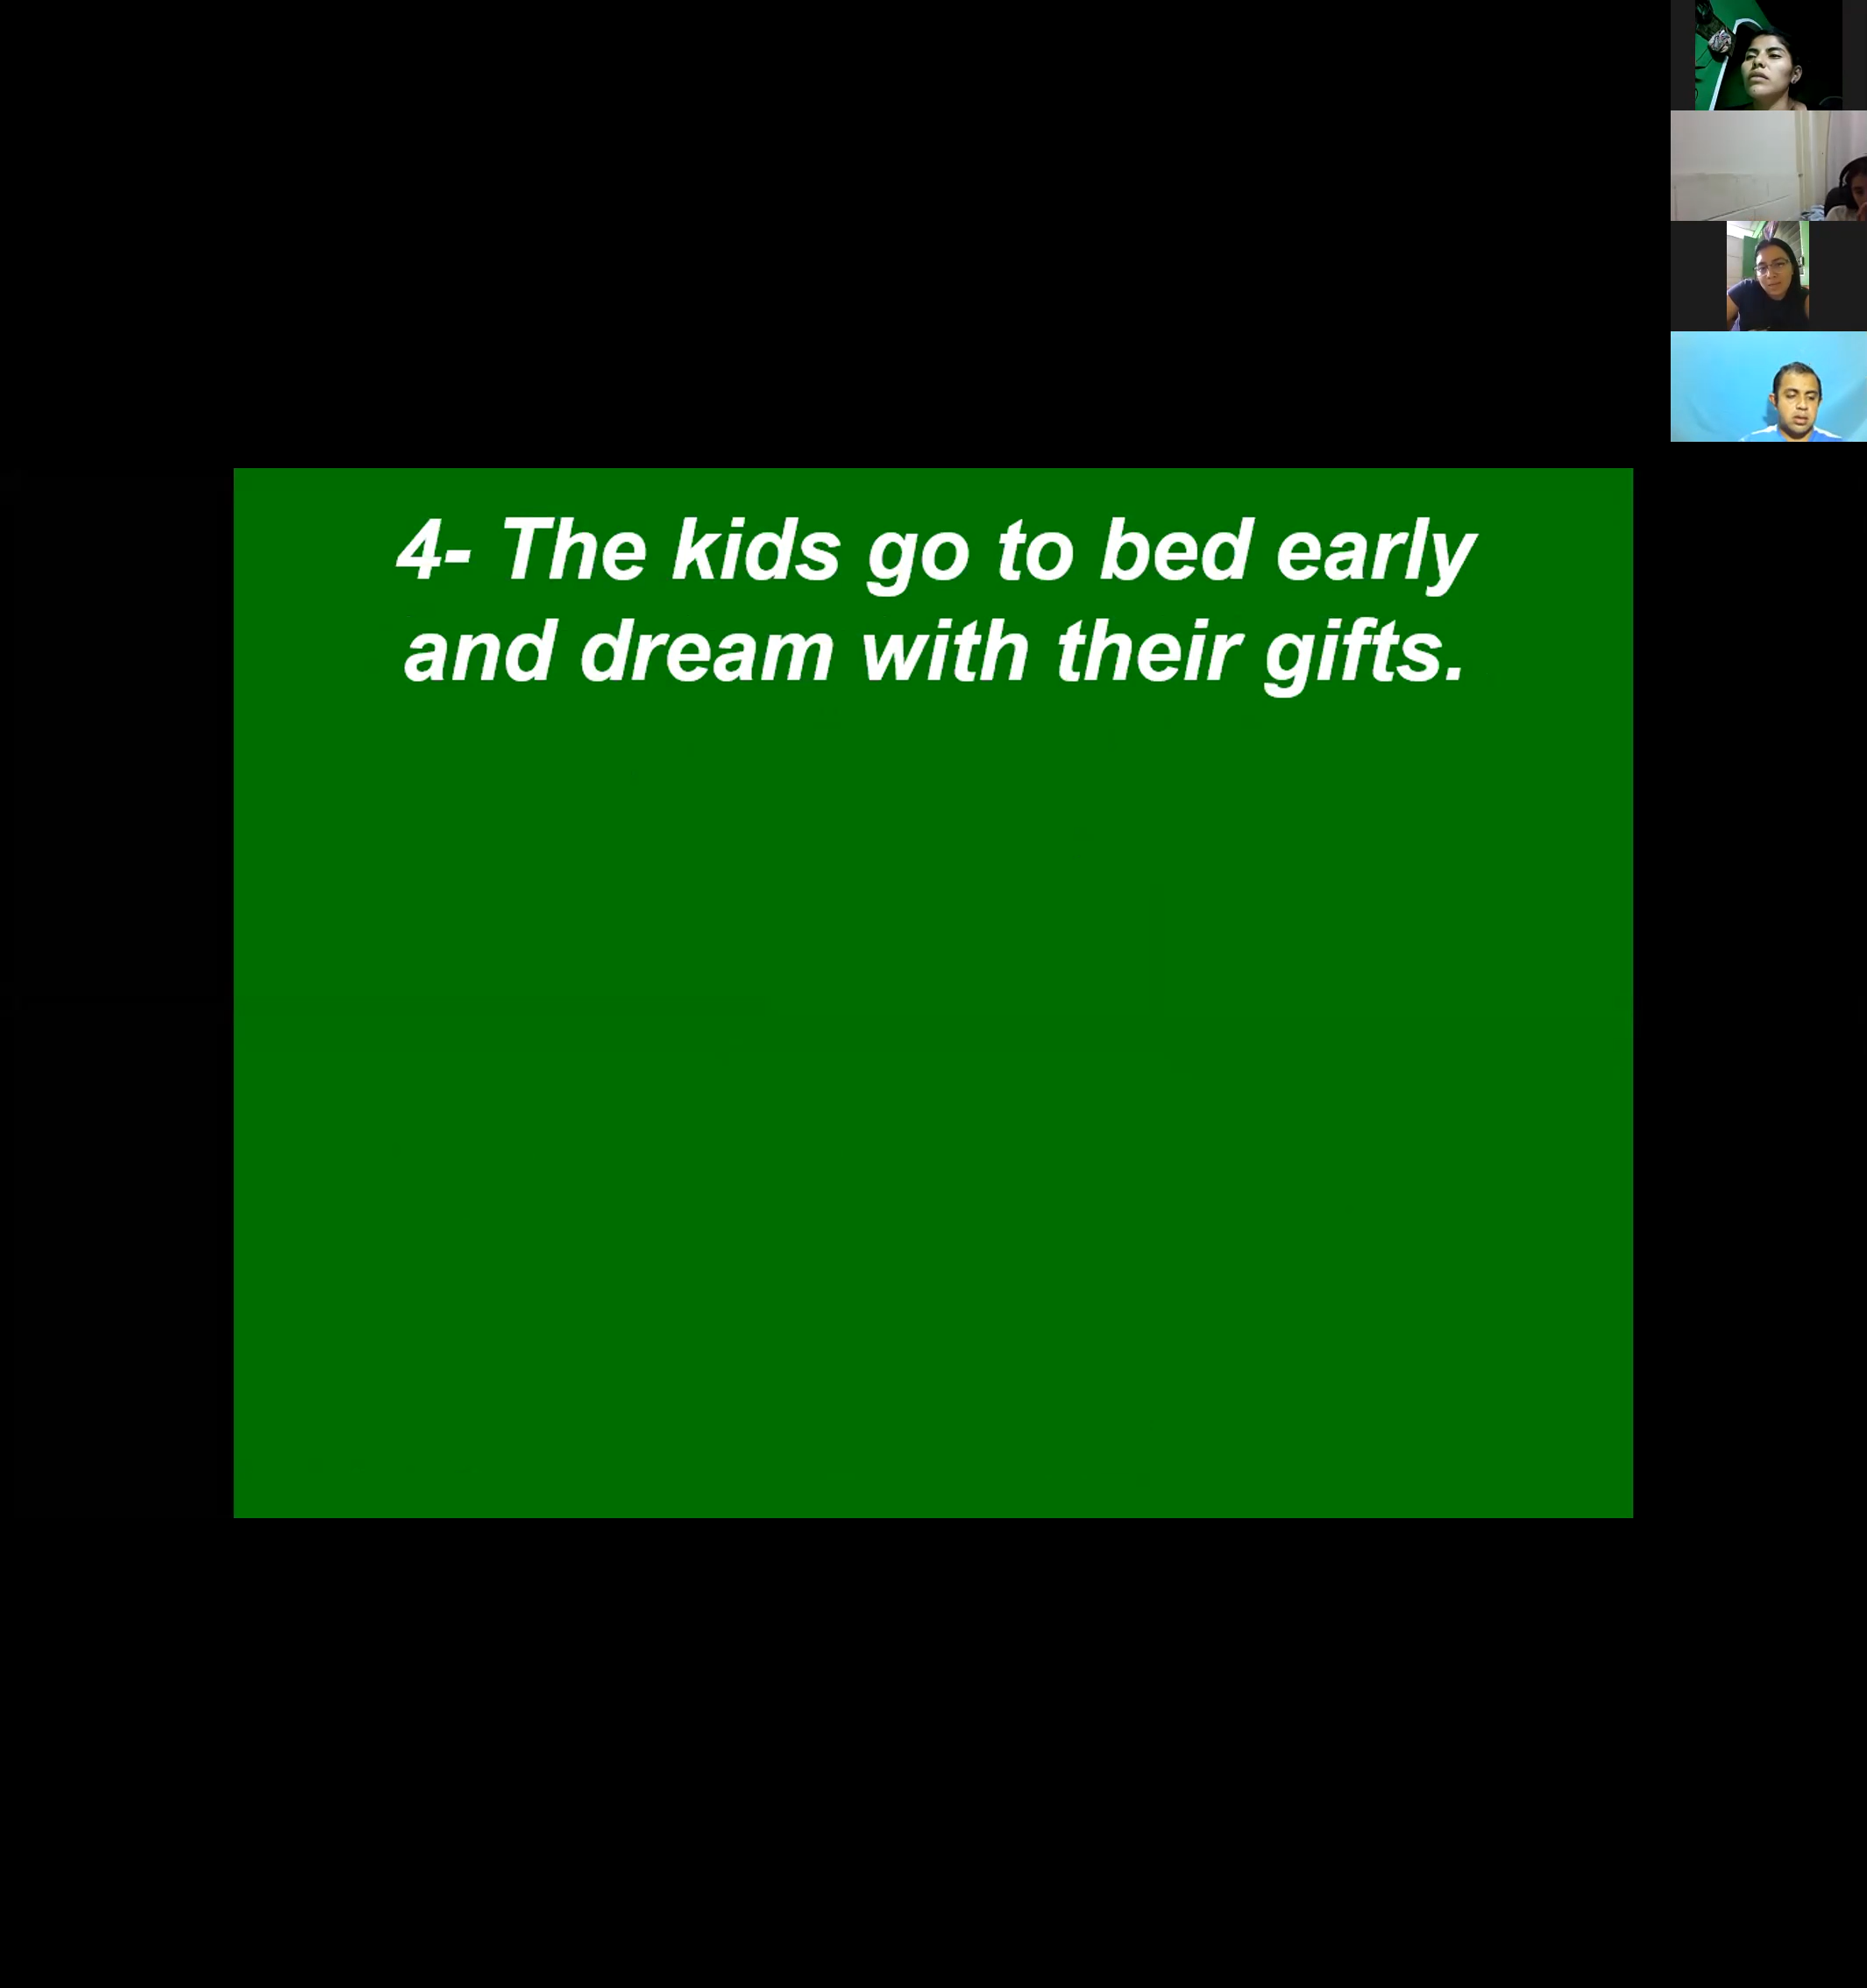 4- The kids go to bed early
and dream with their gifts.